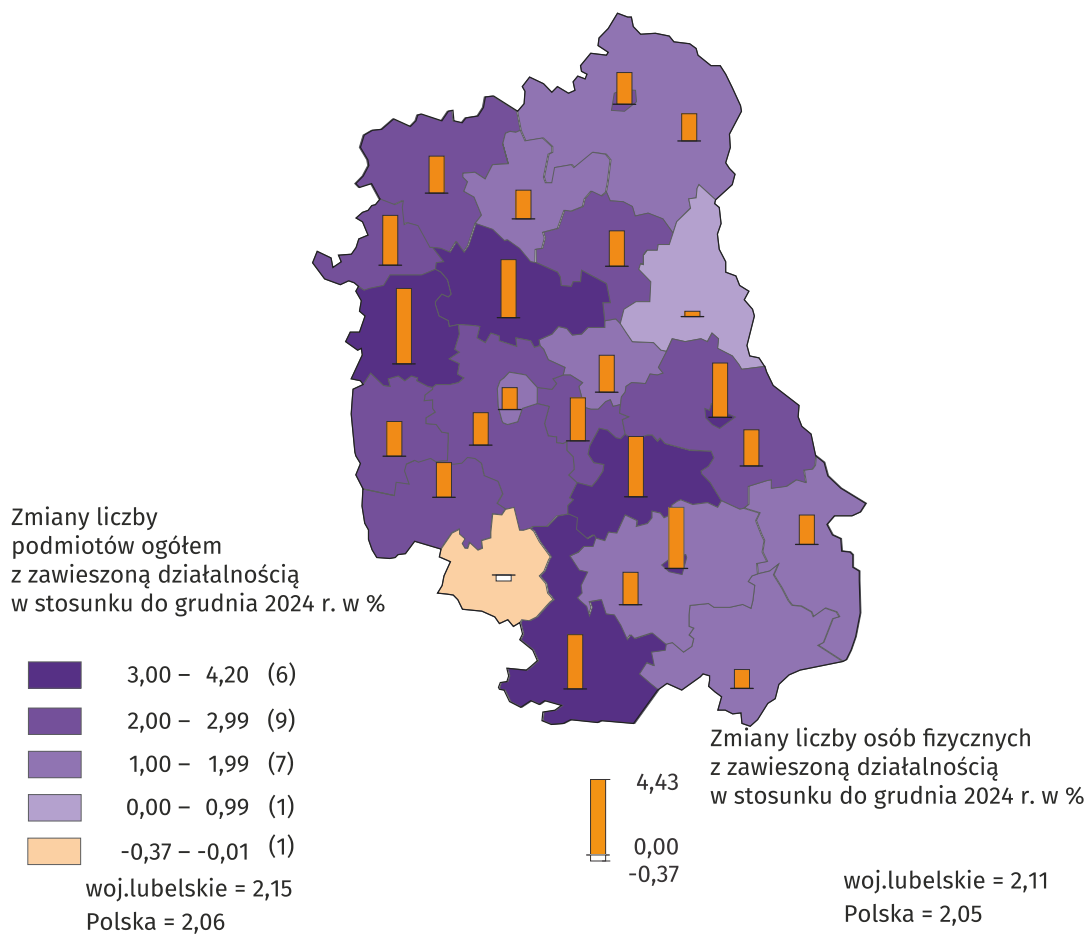 Zmiany liczby
podmiotów ogółem
z zawieszoną działalnością
w stosunku do grudnia 2024 r. w %
3,00 – 4,20 (6)
2,00 – 2,99 (9)
1,00 – 1,99 (7)
0,00 – 0,99 (1)
-0,37 – -0,01 (1)
woj.lubelskie = 2,15
Polska = 2,06
Zmiany liczby osób fizycznych
z zawieszoną działalnością
w stosunku do grudnia 2024 r. w %
4,43
0,00
-0,37
woj.lubelskie = 2,11
Polska = 2,05